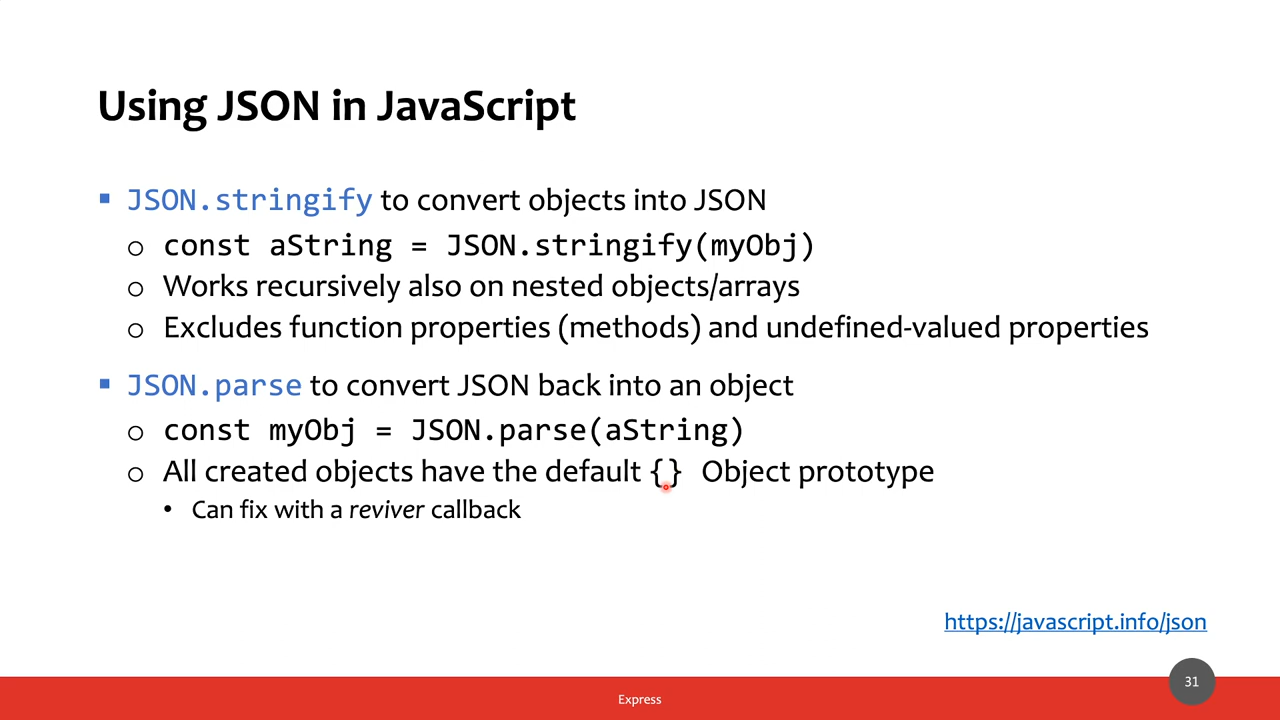 Using JSON in JavaScript
▪ JSON.stringify to convert objects into JSON
o const aString = JSON.stringify(myObj)
o Works recursively also on nested objects/arrays
o Excludes function properties (methods) and undefined-valued properties
▪ JSON.parse to convert JSON back into an object
o const myObj = JSON.parse(aString)
o All created objects have the default {} Object prototype
• Can fix with a reviver callback
https://javascript.info/json
31
Express